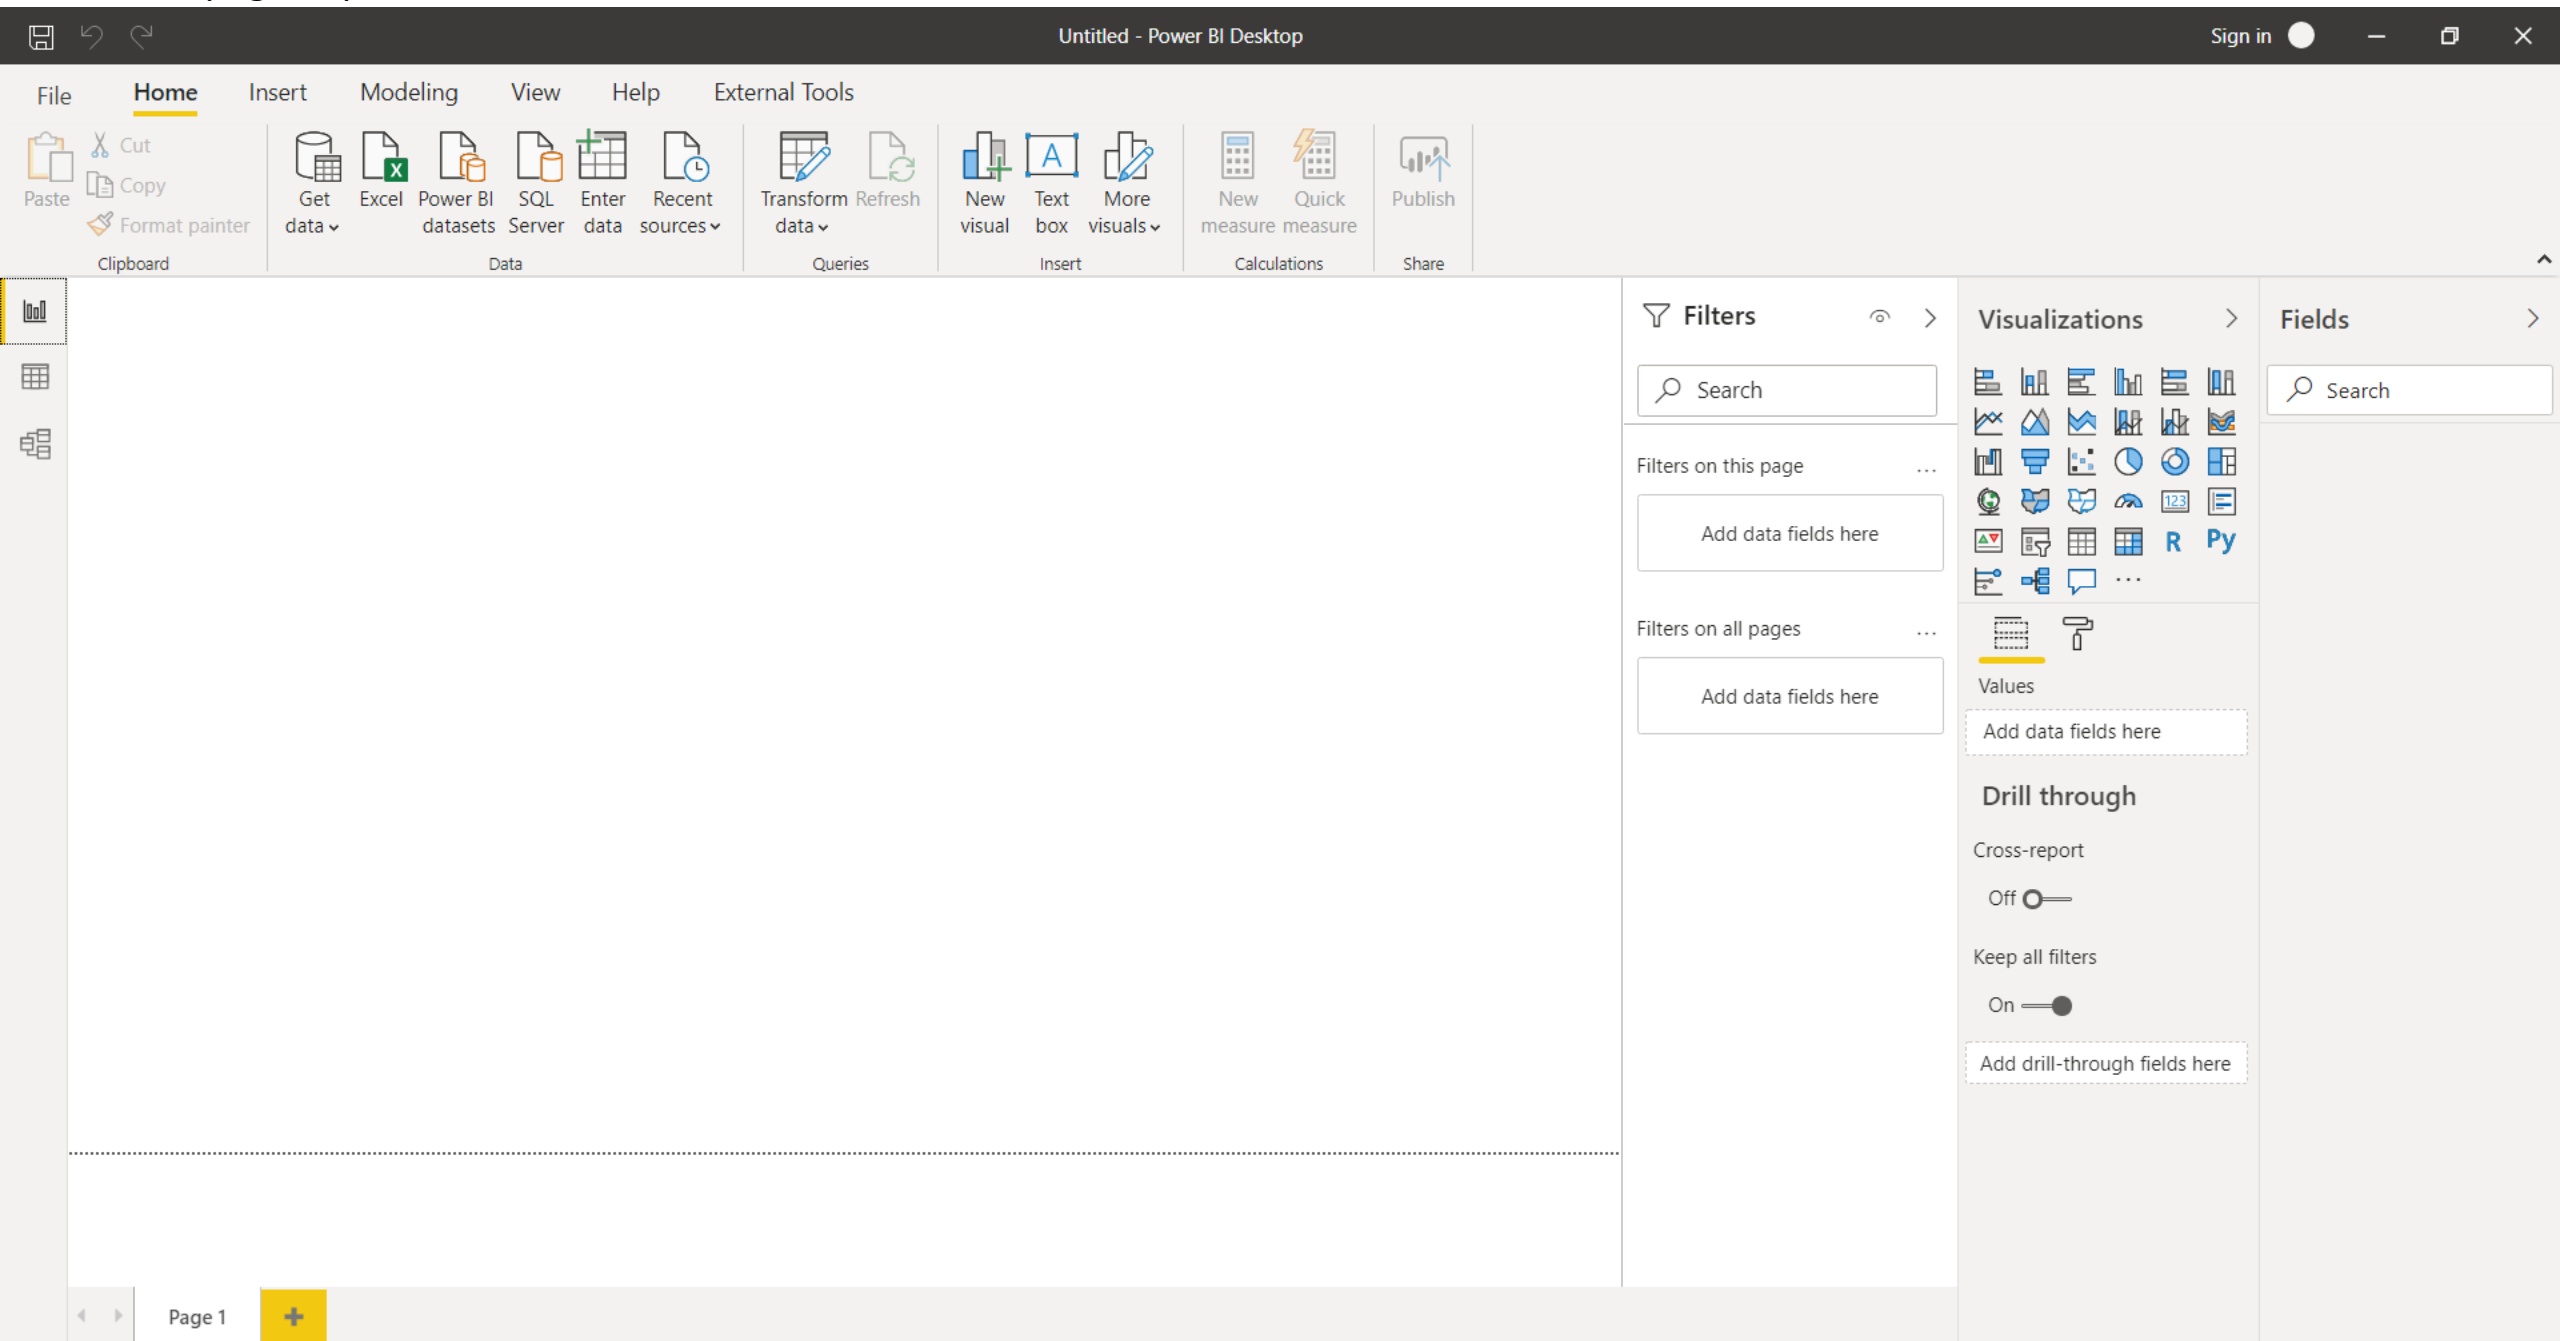 Untitled - Power BI Desktop
Sign in
File Home Insert Modeling View Help External Tools
Paste
Cut
Copy
Format painter
Clipboard
Get data
Excel
Power BI datasets
SQL Server
Enter data
Recent sources
Data
Transform data
Refresh
Queries
New visual
Text box
More visuals
Insert
New measure
Quick measure
Calculations
Publish
Share
Filters
Search
Filters on this page ...
Add data fields here
Filters on all pages ...
Add data fields here
Visualizations
123
R Py
...
Values
Add data fields here
Drill through
Cross-report
Off
Keep all filters
On
Add drill-through fields here
Fields
Search
Page 1